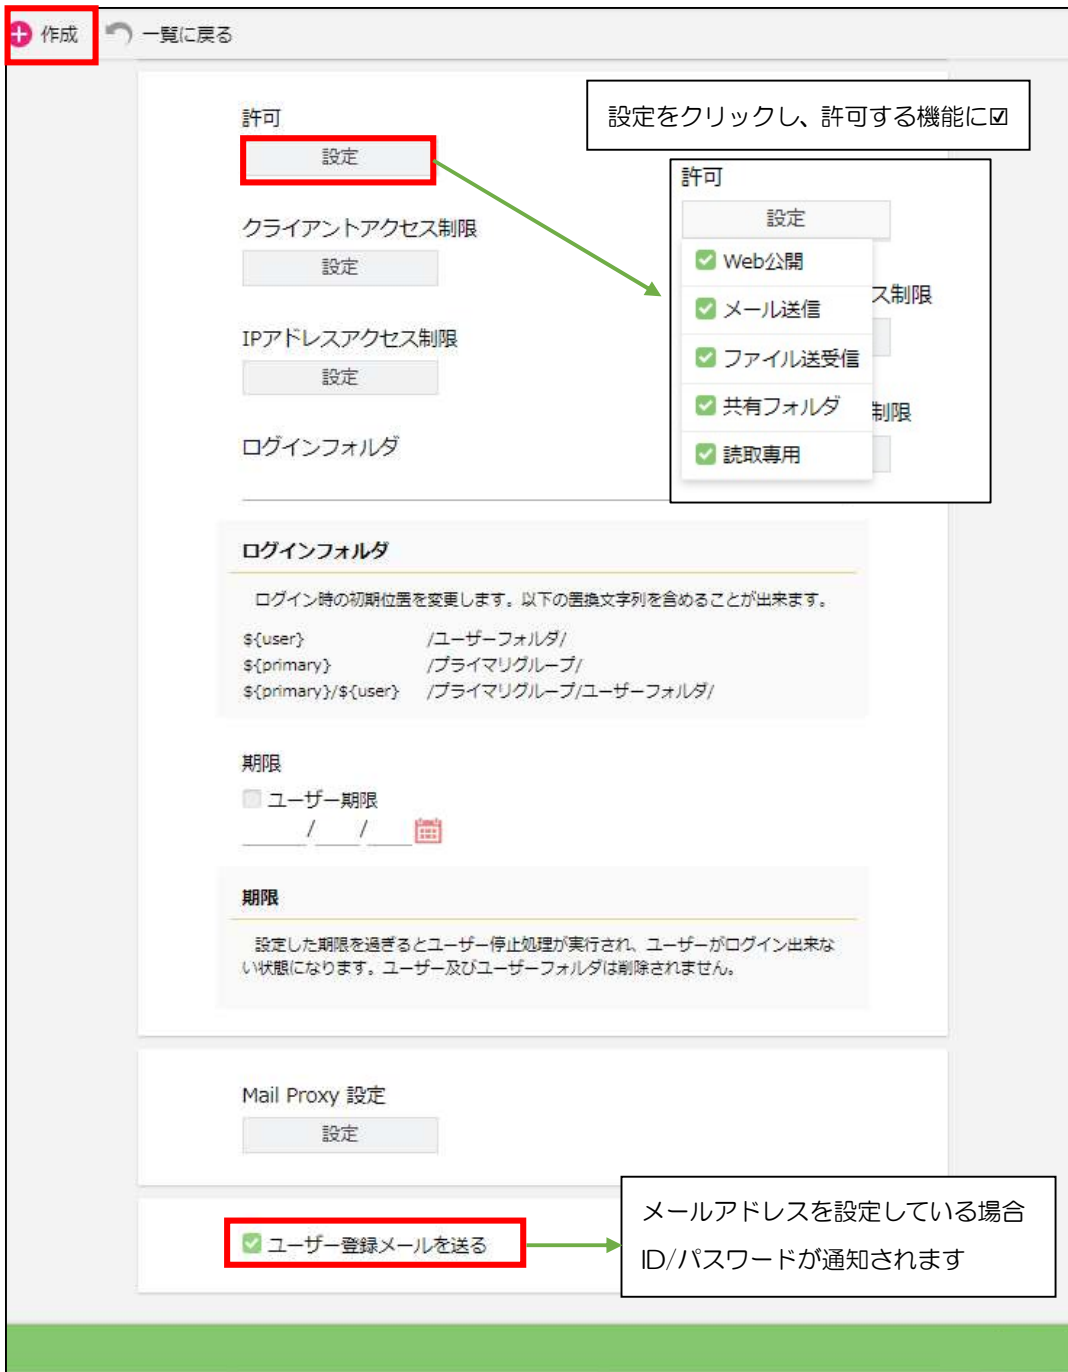 作成 一覧に戻る
設定をクリックし、許可する機能に☑
許可
設定
クライアントアクセス制限
設定
IPアドレスアクセス制限
設定
ログインフォルダ
許可
設定
Web公開
ス制限
メール送信
ファイル送受信
共有フォルダ
制限
読取専用
ログインフォルダ
ログイン時の初期位置を変更します。以下の置換文字列を含めることが出来ます。
${user} /ユーザーフォルダ/
${primary} /プライマリグループ/
${primary}/${user} /プライマリグループ/ユーザーフォルダ/
期限
ユーザー期限
/ /
期限
設定した期限を過ぎるとユーザー停止処理が実行され、ユーザーがログイン出来な
い状態になります。ユーザー及びユーザーフォルダは削除されません。
Mail Proxy 設定
設定
ユーザー登録メールを送る
メールアドレスを設定している場合
ID/パスワードが通知されます